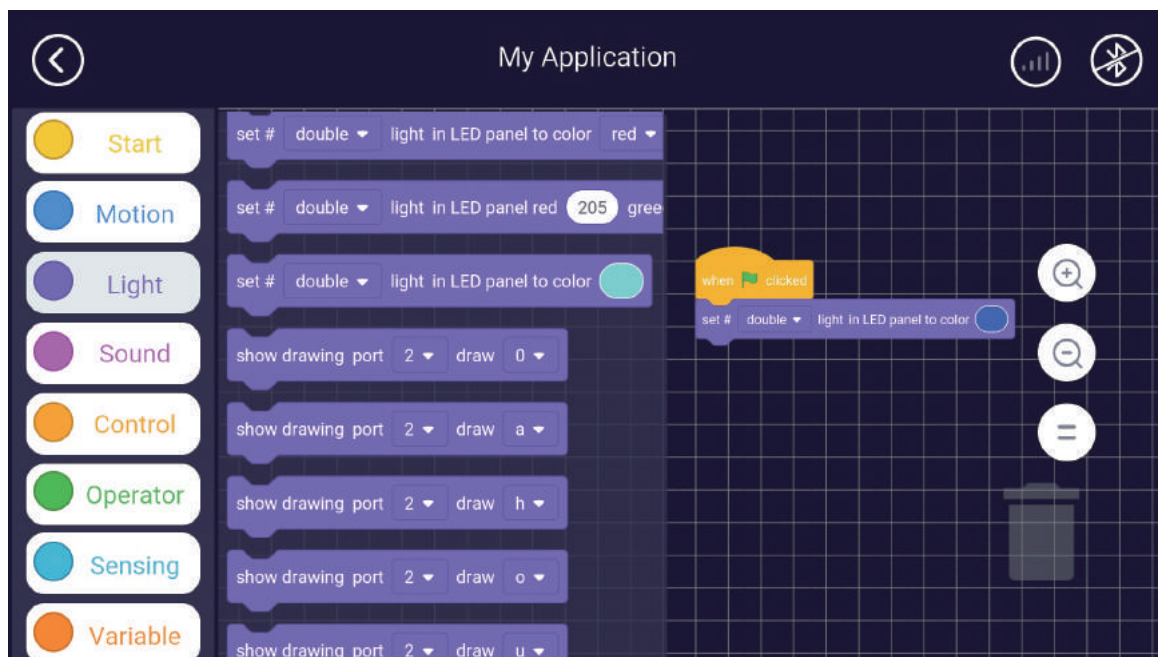 My Application
Start
Motion
Light
Sound
Control
Operator
Sensing
Variable
set # double light in LED panel to color red
set # double light in LED panel red 205 gree
set # double light in LED panel to color
show drawing port 2 draw 0
show drawing port 2 draw a
show drawing port 2 draw h
show drawing port 2 draw o
show drawing port 2 draw u
when clicked
set # double light in LED panel to color